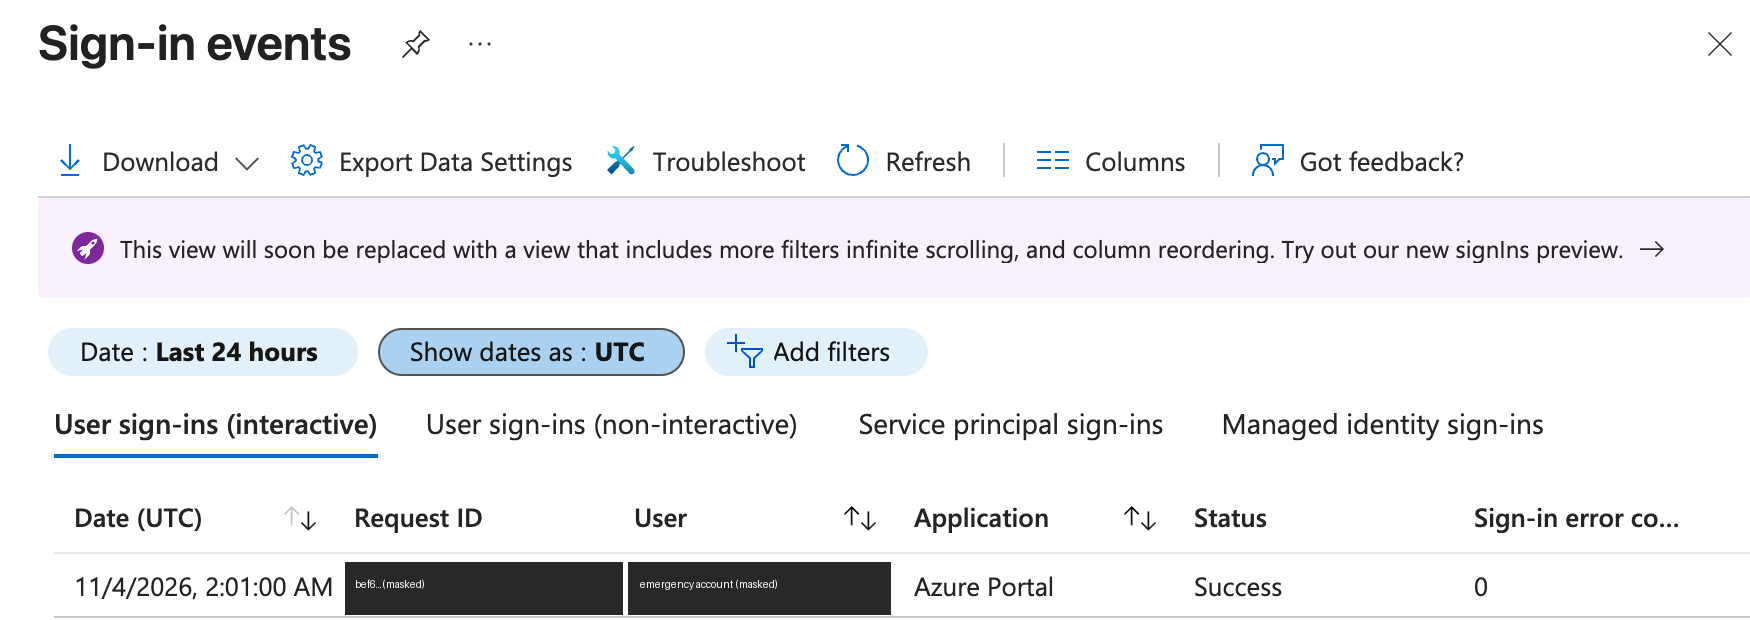 Sign-in events
Download Export Data Settings Troubleshoot Refresh Columns Got feedback?
This view will soon be replaced with a view that includes more filters infinite scrolling, and column reordering. Try out our new signIns preview.
Date : Last 24 hours Show dates as : UTC Add filters
User sign-ins (interactive) User sign-ins (non-interactive) Service principal sign-ins Managed identity sign-ins
Date (UTC) Request ID User Application Status Sign-in error co...
11/4/2026, 2:01:00 AM bef6...(masked) emergency account (masked) Azure Portal Success 0